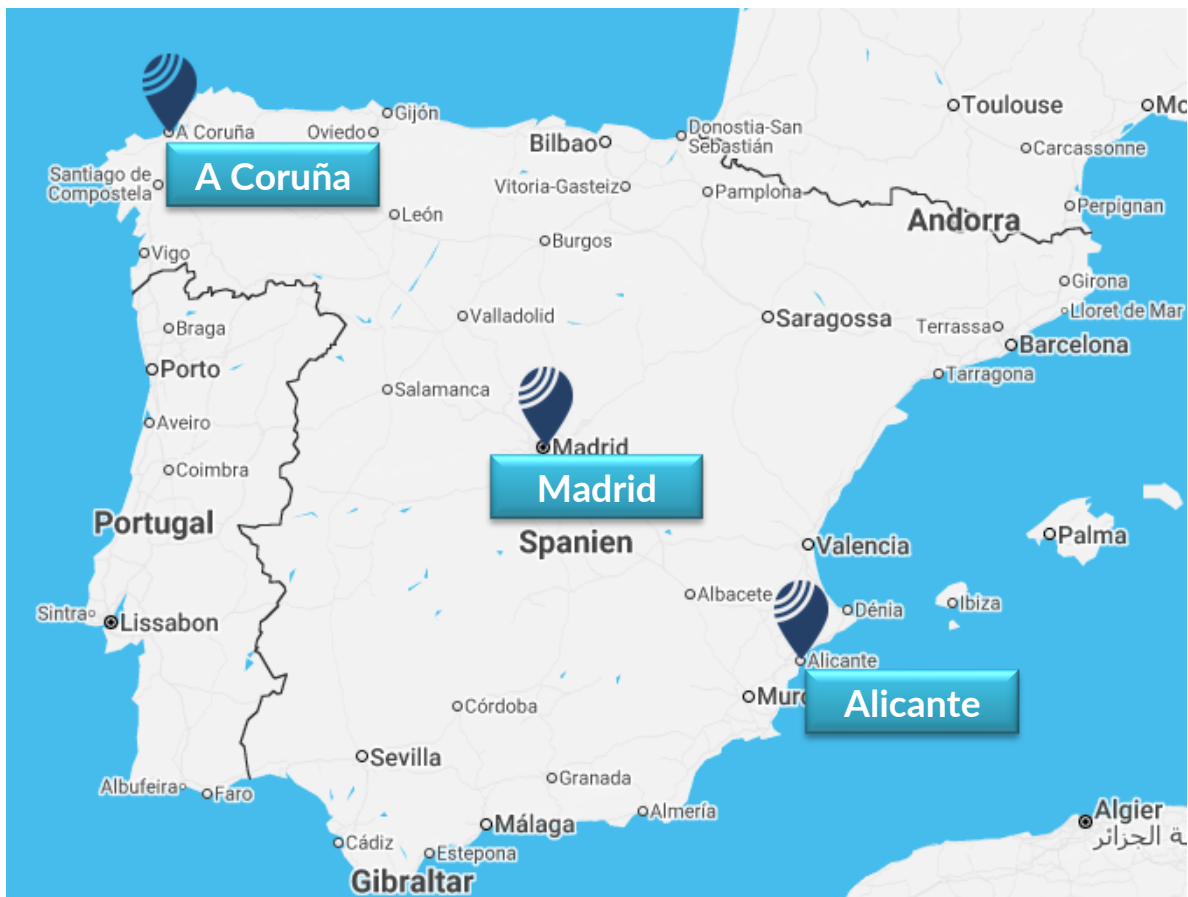 Toulouse
Mo
Gijón
A Coruña
Oviedo
Donostia-San
Sebastián
Bilbao
Carcassonne
A Coruña
Santiago de
Compostela
Vitoria-Gasteiz
Pamplona
León
Perpignan
Andorra
Burgos
Vigo
Girona
Lloret de Mar
Valladolid
Saragossa
Braga
Terrassa
Barcelona
Porto
Tarragona
Salamanca
Aveiro
Madrid
Coimbra
Madrid
Portugal
Spanien
Palma
Valencia
Albacete
Ibiza
Dénia
Sintra
Lissabon
Alicante
Mur
Alicante
Córdoba
Sevilla
Granada
Albufeira
Faro
Almería
Algier
Málaga
ة الجزائر
Cádiz
Estepona
Gibraltar